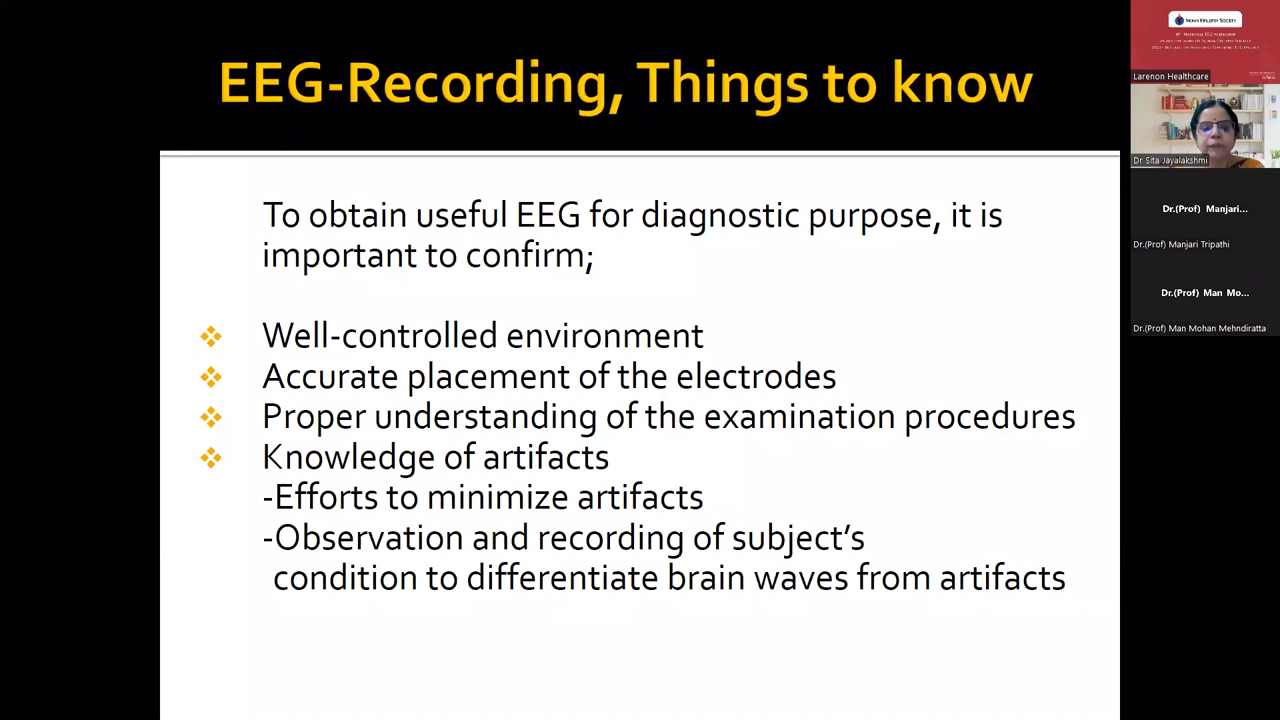 EEG-Recording, Things to know
To obtain useful EEG for diagnostic purpose, it is
important to confirm;
❖ Well-controlled environment
❖ Accurate placement of the electrodes
❖ Proper understanding of the examination procedures
❖ Knowledge of artifacts
-Efforts to minimize artifacts
-Observation and recording of subject's
condition to differentiate brain waves from artifacts
INDIAN EPILEPSY SOCIETY
Larenon Healthcare
Dr Sita Jayalakshmi
Dr.(Prof) Manjari...
Dr.(Prof) Manjari Tripathi
Dr.(Prof) Man Mo...
Dr.(Prof) Man Mohan Mehndiratta